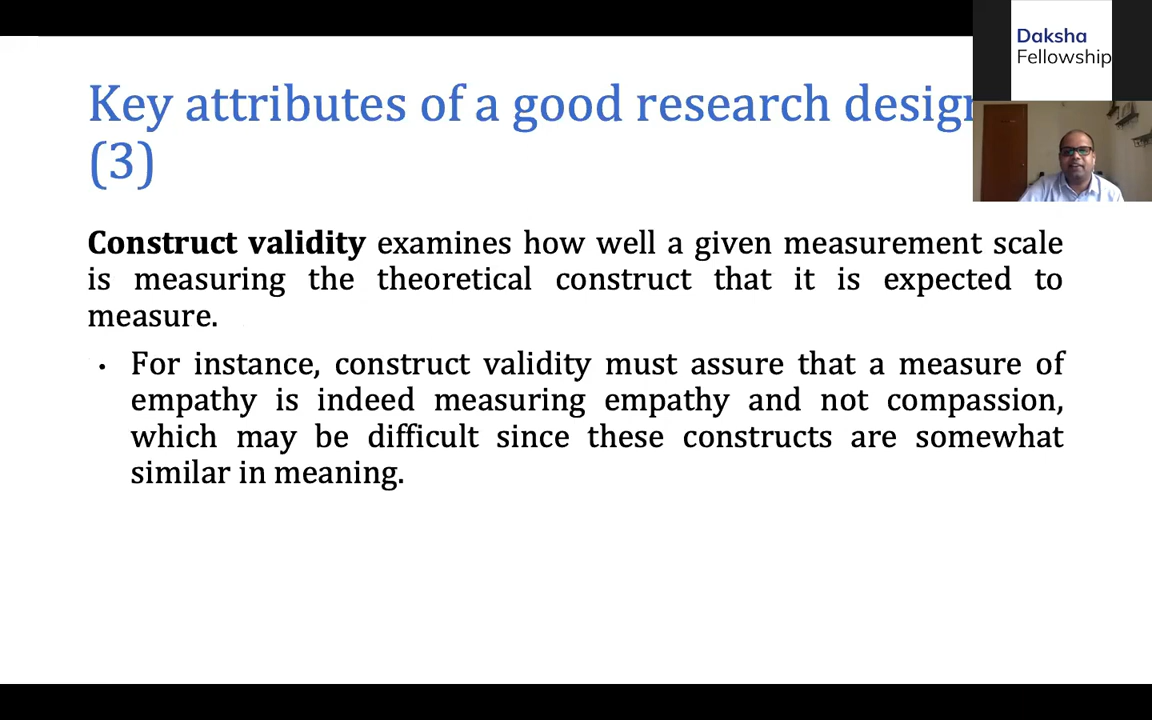 Daksha
Fellowship
Key attributes of a good research design
(3)
Construct validity examines how well a given measurement scale
is measuring the theoretical construct that it is expected to
measure.
• For instance, construct validity must assure that a measure of
empathy is indeed measuring empathy and not compassion,
which may be difficult since these constructs are somewhat
similar in meaning.